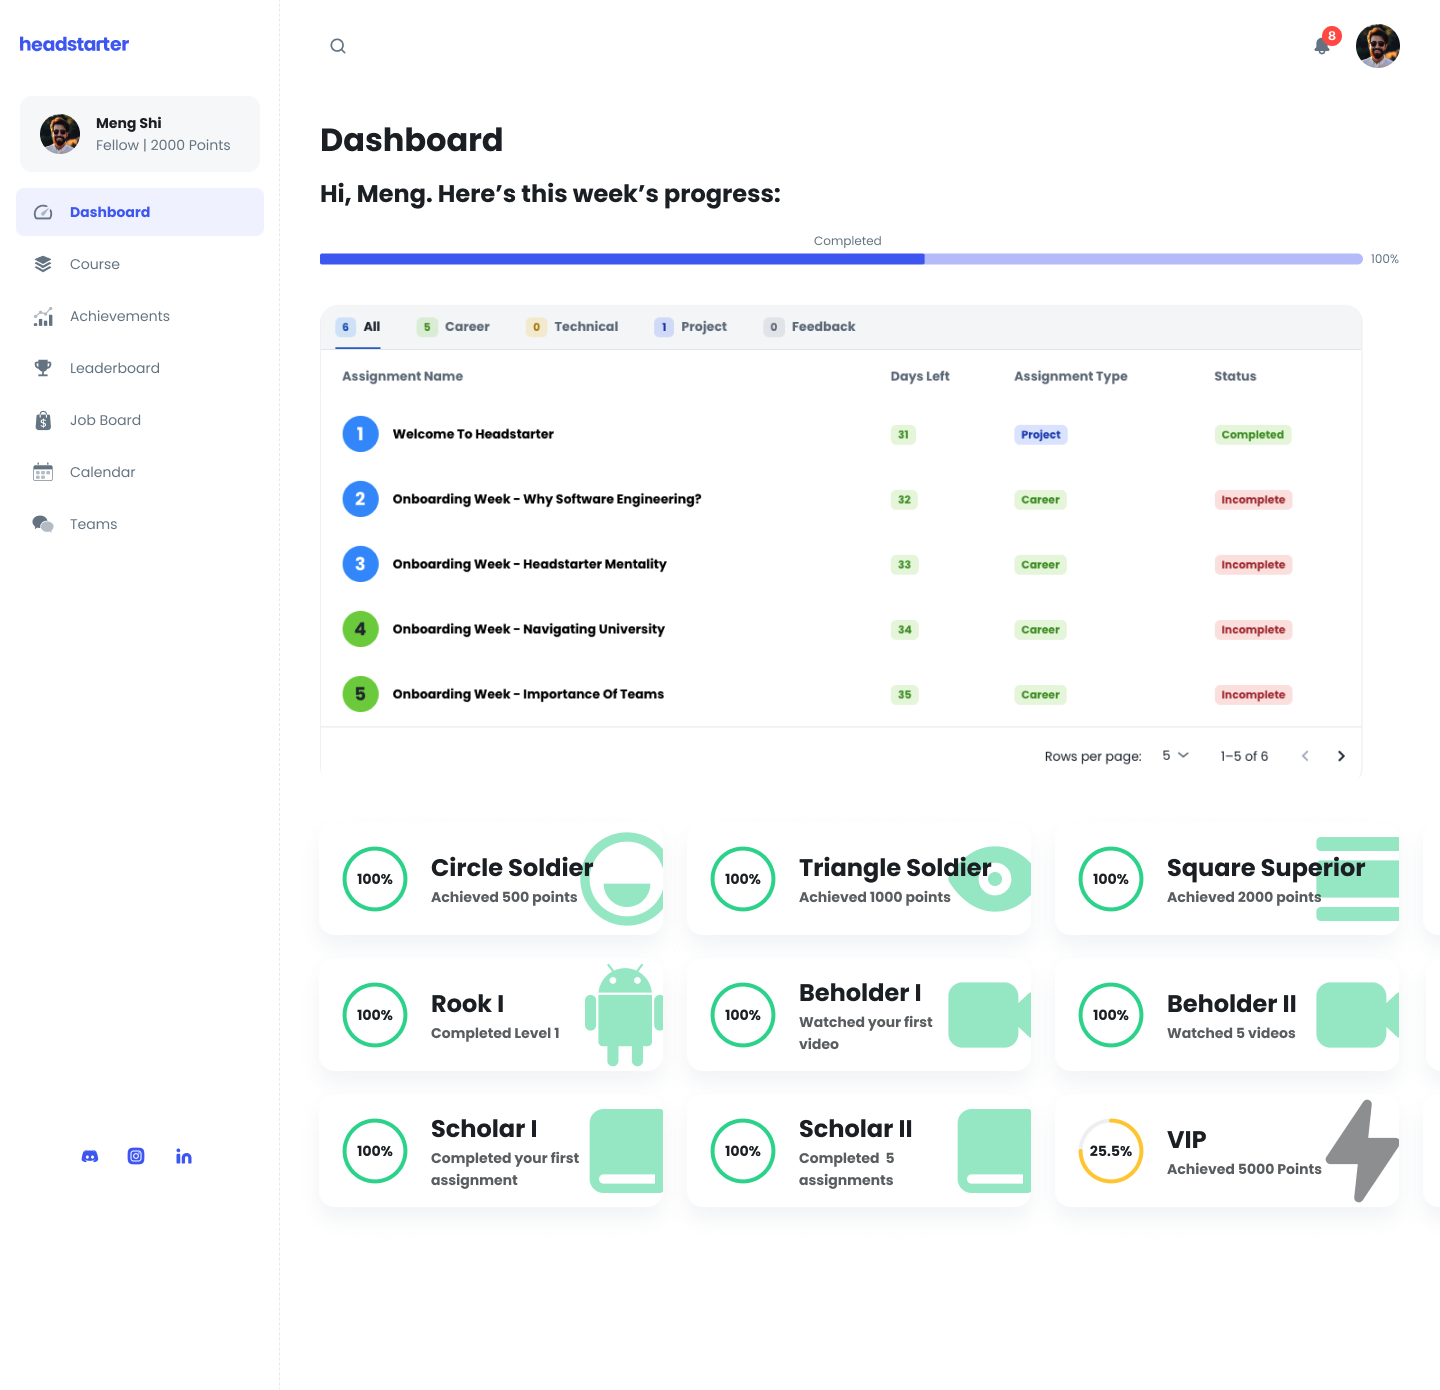 headstarter
8
Meng Shi
Fellow | 2000 Points
Dashboard
Course
Achievements
Leaderboard
Job Board
Calendar
Teams
Dashboard
Hi, Meng. Here’s this week’s progress:
Completed
100%
6 All 5 Career 0 Technical 1 Project 0 Feedback
Assignment Name Days Left Assignment Type Status
1 Welcome To Headstarter 31 Project Completed
2 Onboarding Week - Why Software Engineering? 32 Career Incomplete
3 Onboarding Week - Headstarter Mentality 33 Career Incomplete
4 Onboarding Week - Navigating University 34 Career Incomplete
5 Onboarding Week - Importance Of Teams 35 Career Incomplete
Rows per page: 5 1–5 of 6
100%
Circle Soldier
Achieved 500 points
100%
Triangle Soldier
Achieved 1000 points
100%
Square Superior
Achieved 2000 points
100%
Rook I
Completed Level 1
100%
Beholder I
Watched your first
video
100%
Beholder II
Watched 5 videos
100%
Scholar I
Completed your first
assignment
100%
Scholar II
Completed  5
assignments
25.5%
VIP
Achieved 5000 Points
in